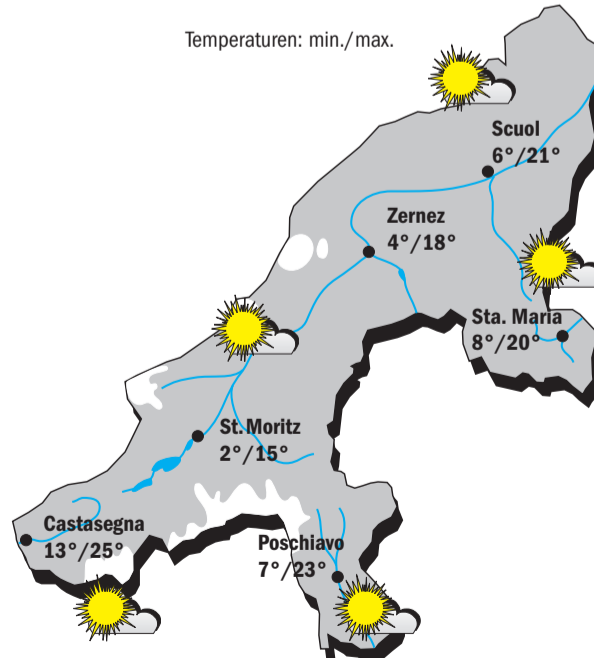 Temperaturen: min./max.
Scuol
6°/21°
Zernez
4°/18°
Sta. Maria
8°/20°
St. Moritz
2°/15°
Castasegna
13°/25°
Poschiavo
7°/23°